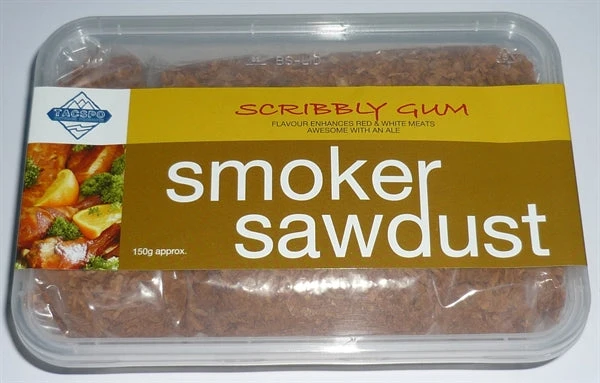 TACSPO
SCRIBBLY GUM
FLAVOUR ENHANCES RED & WHITE MEATS
AWESOME WITH AN ALE
smoker
sawdust
150g approx.